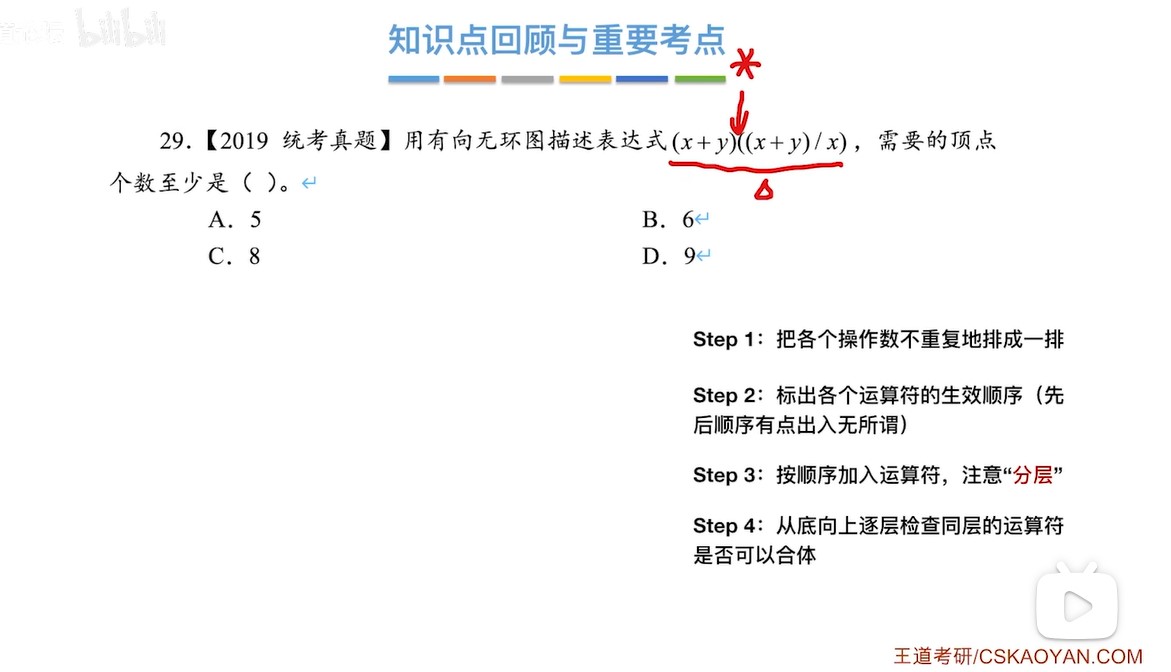 bilibili
知识点回顾与重要考点
*
29.【2019 统考真题】用有向无环图描述表达式(x+y)((x+y)/x)，需要的顶点
个数至少是（ ）。↵
A．5
B．6↵
C．8
D．9↵
Step 1：把各个操作数不重复地排成一排
Step 2：标出各个运算符的生效顺序（先
后顺序有点出入无所谓）
Step 3：按顺序加入运算符，注意“分层”
Step 4：从底向上逐层检查同层的运算符
是否可以合体
王道考研/CSKAOYAN.COM